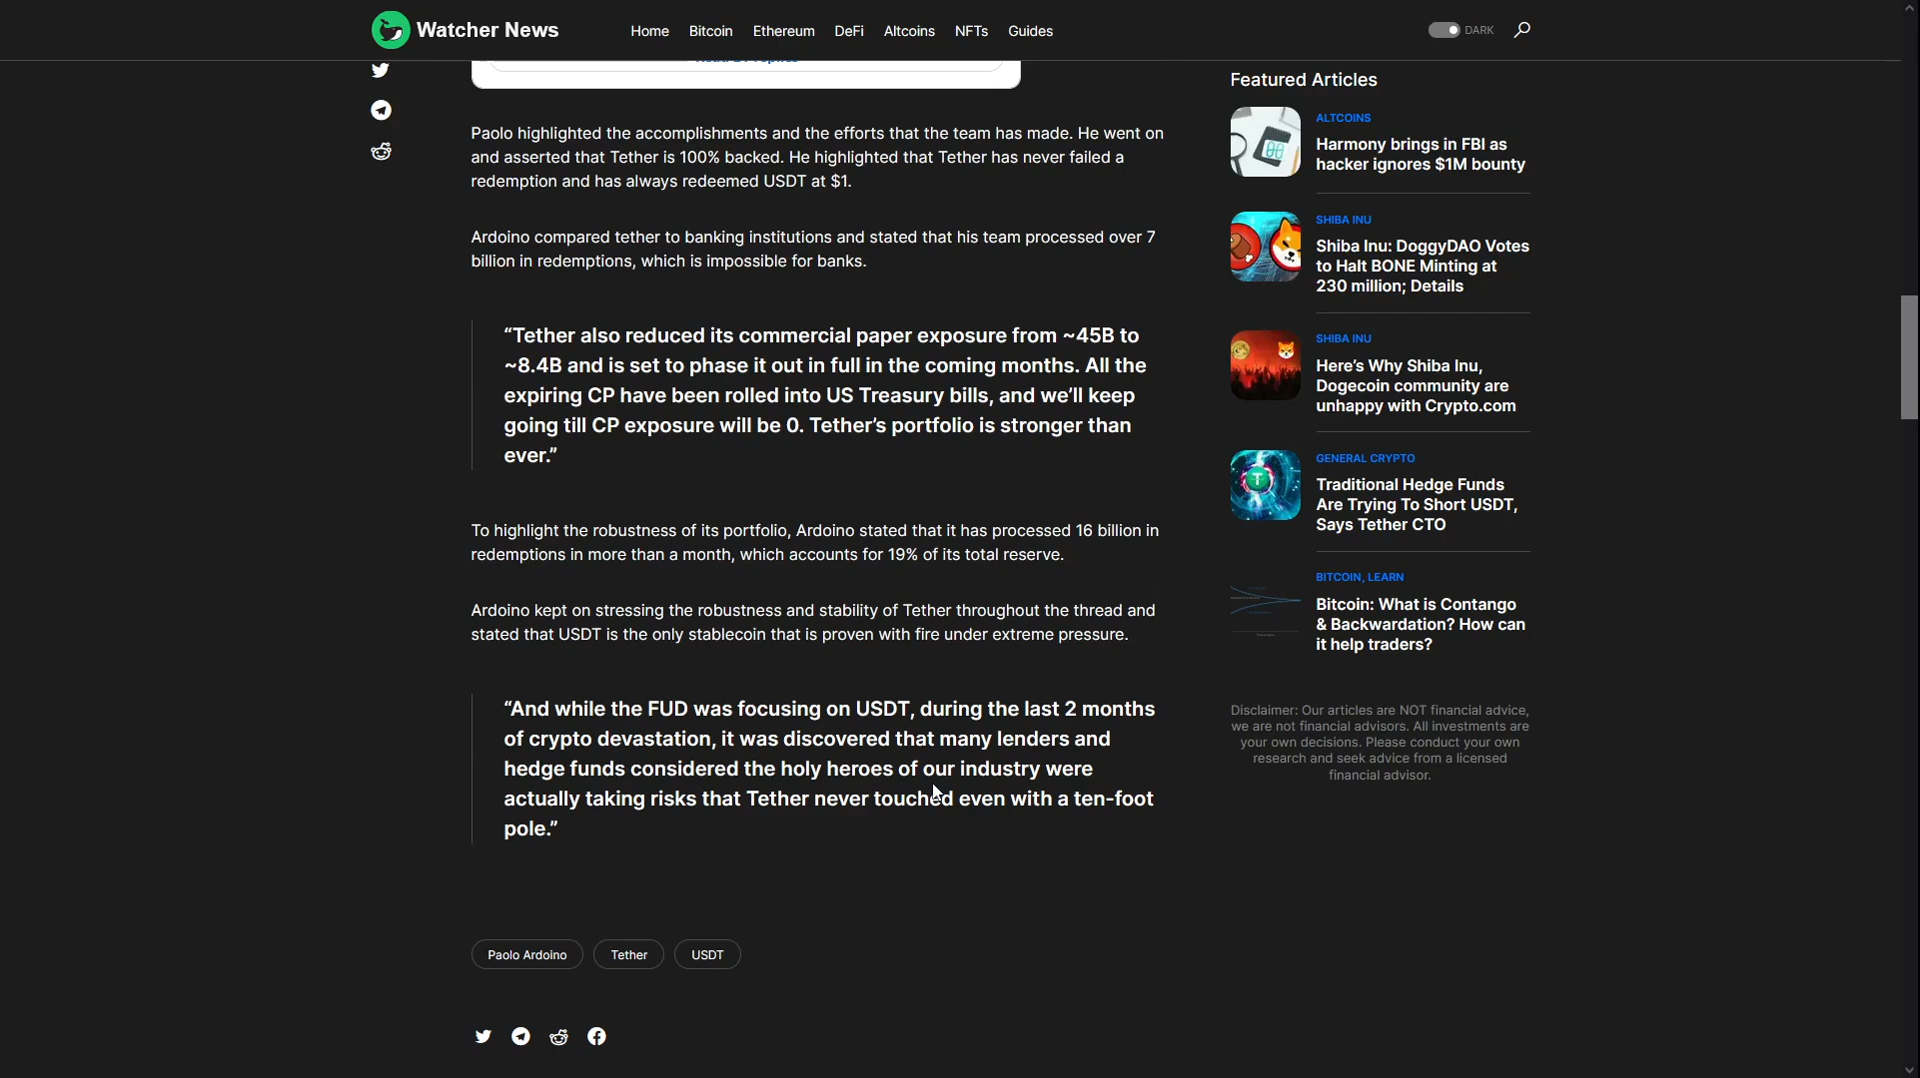 Watcher News
Home
Bitcoin
Ethereum
DeFi
Altcoins
NFTs
Guides
DARK
Paolo highlighted the accomplishments and the efforts that the team has made. He went on
and asserted that Tether is 100% backed. He highlighted that Tether has never failed a
redemption and has always redeemed USDT at $1.
Ardoino compared tether to banking institutions and stated that his team processed over 7
billion in redemptions, which is impossible for banks.
“Tether also reduced its commercial paper exposure from ~45B to
~8.4B and is set to phase it out in full in the coming months. All the
expiring CP have been rolled into US Treasury bills, and we’ll keep
going till CP exposure will be 0. Tether’s portfolio is stronger than
ever.”
To highlight the robustness of its portfolio, Ardoino stated that it has processed 16 billion in
redemptions in more than a month, which accounts for 19% of its total reserve.
Ardoino kept on stressing the robustness and stability of Tether throughout the thread and
stated that USDT is the only stablecoin that is proven with fire under extreme pressure.
“And while the FUD was focusing on USDT, during the last 2 months
of crypto devastation, it was discovered that many lenders and
hedge funds considered the holy heroes of our industry were
actually taking risks that Tether never touched even with a ten-foot
pole.”
Paolo Ardoino
Tether
USDT
Featured Articles
ALTCOINS
Harmony brings in FBI as
hacker ignores $1M bounty
SHIBA INU
Shiba Inu: DoggyDAO Votes
to Halt BONE Minting at
230 million; Details
SHIBA INU
Here’s Why Shiba Inu,
Dogecoin community are
unhappy with Crypto.com
GENERAL CRYPTO
Traditional Hedge Funds
Are Trying To Short USDT,
Says Tether CTO
BITCOIN, LEARN
Bitcoin: What is Contango
& Backwardation? How can
it help traders?
Disclaimer: Our articles are NOT financial advice,
we are not financial advisors. All investments are
your own decisions. Please conduct your own
research and seek advice from a licensed
financial advisor.